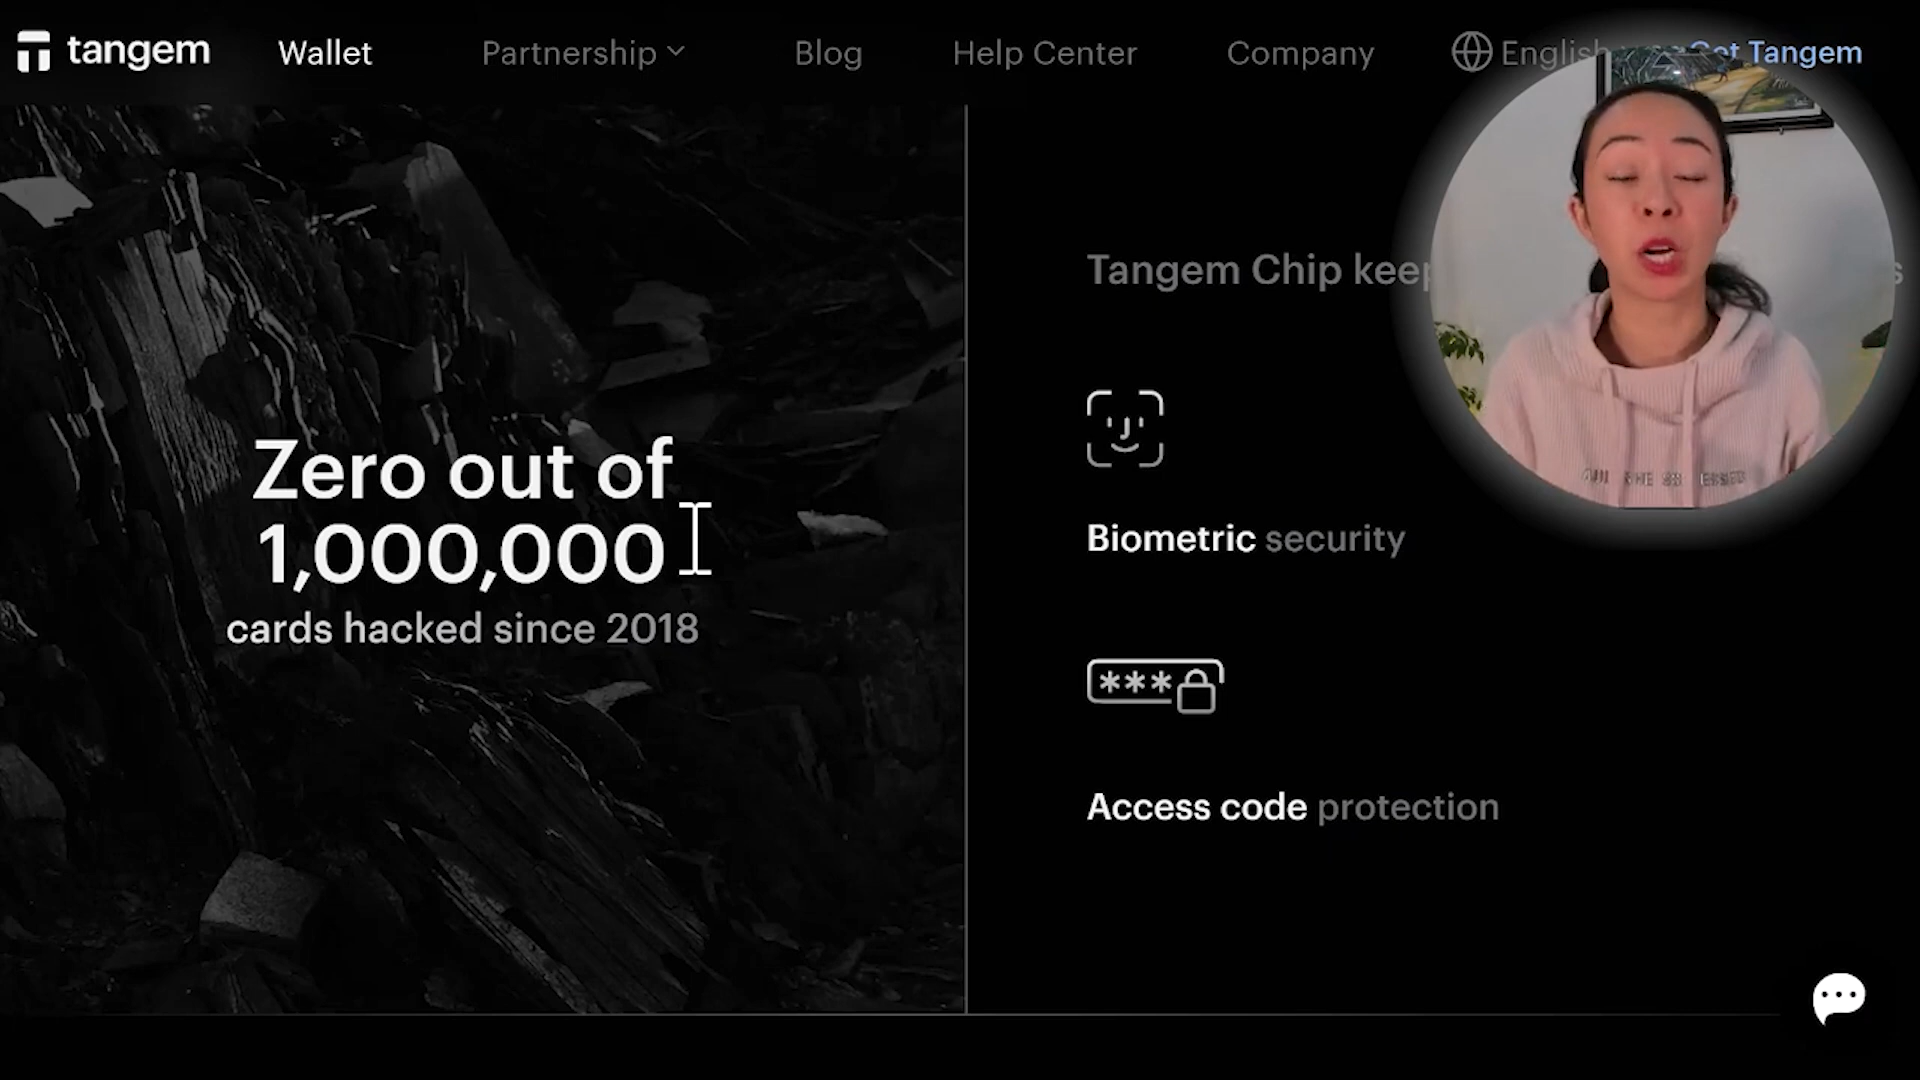 tangem
Wallet
Partnership
Blog
Help Center
Company
English
Get Tangem
Zero out of
1,000,000
cards hacked since 2018
Tangem Chip
Biometric security
***
Access code protection